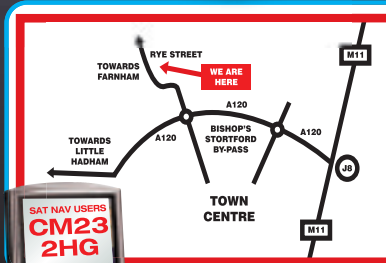 M11
RYE STREET
TOWARDS
FARNHAM
WE ARE
HERE
A120
A120
BISHOP'S
STORTFORD
BY-PASS
A120
TOWARDS
LITTLE
HADHAM
J8
TOWN
CENTRE
M11
SAT NAV USERS
CM23
2HG